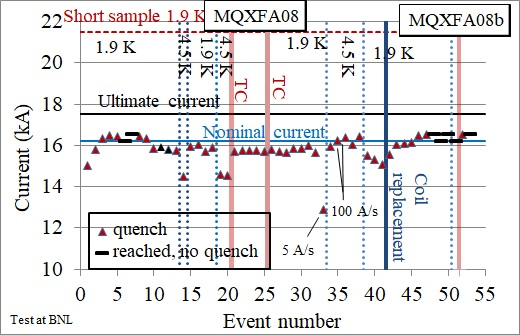 Short sample 1.9 K
MQXFA08
MQXFA08b
1.9 K
4.5 K
1.9 K
4.5 K
1.9 K
4.5 K
1.9 K
TC
TC
Ultimate current
Nominal current
Current (kA)
22
20
18
16
14
12
10
100 A/s
5 A/s
Coil
replacement
quench
reached, no quench
0
5
10
15
20
25
30
35
40
45
50
55
Test at BNL
Event number